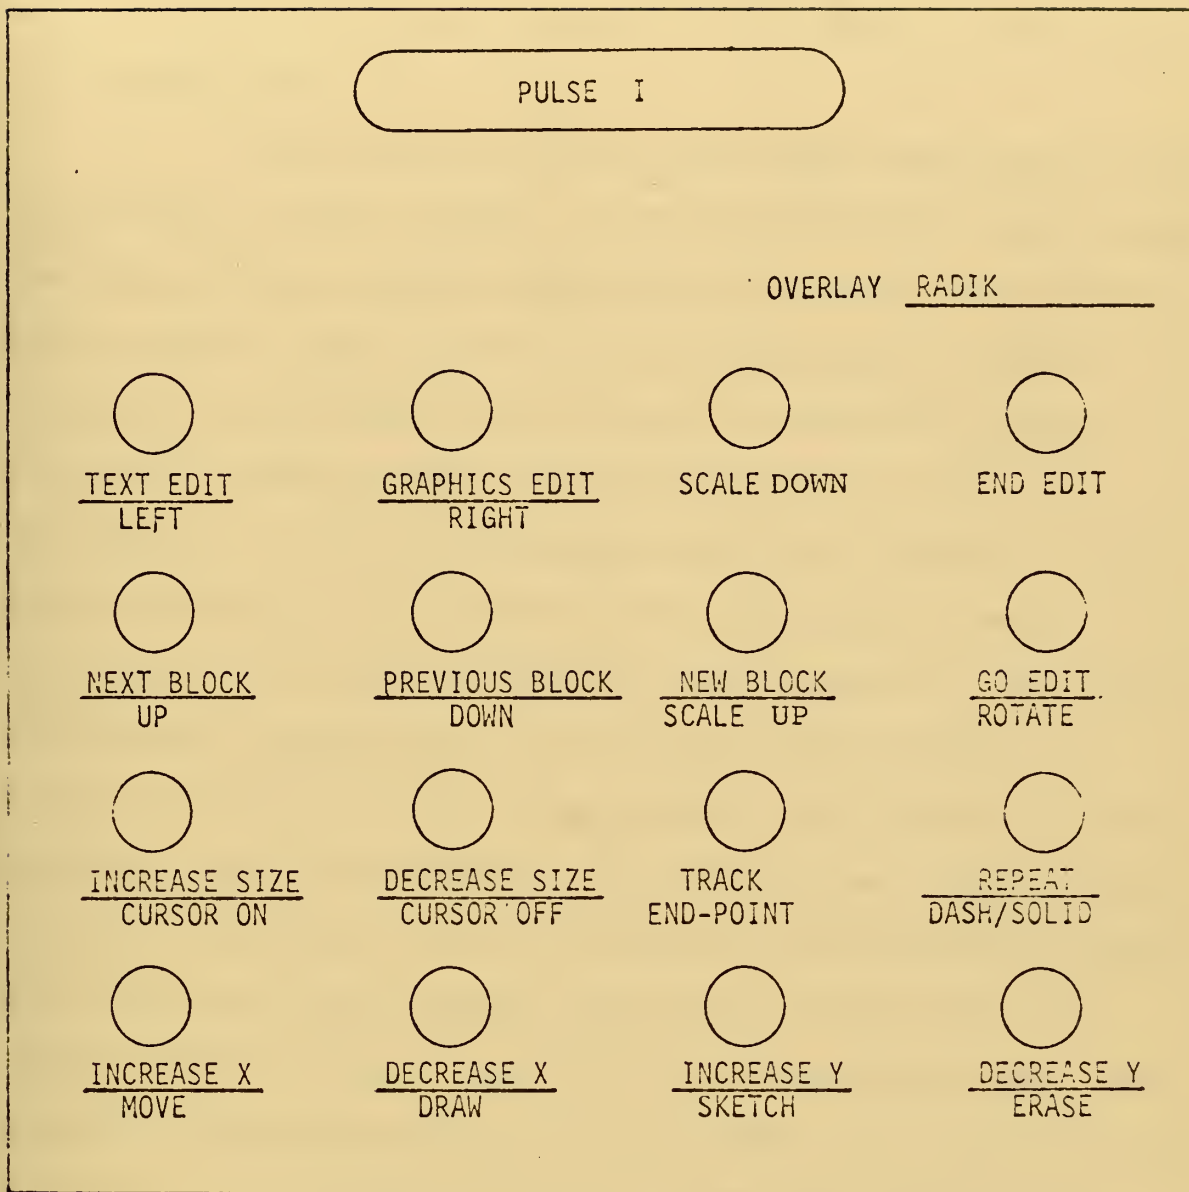 PULSE I
OVERLAY RADIK
TEXT EDIT GRAPHICS EDIT SCALE DOWN END EDIT
LEFT RIGHT
NEXT BLOCK PREVIOUS BLOCK NEW BLOCK GO EDIT
UP DOWN SCALE UP ROTATE
INCREASE SIZE DECREASE SIZE TRACK REPEAT
CURSOR ON CURSOR OFF END-POINT DASH/SOLID
INCREASE X DECREASE X INCREASE Y DECREASE Y
MOVE DRAW SKETCH ERASE